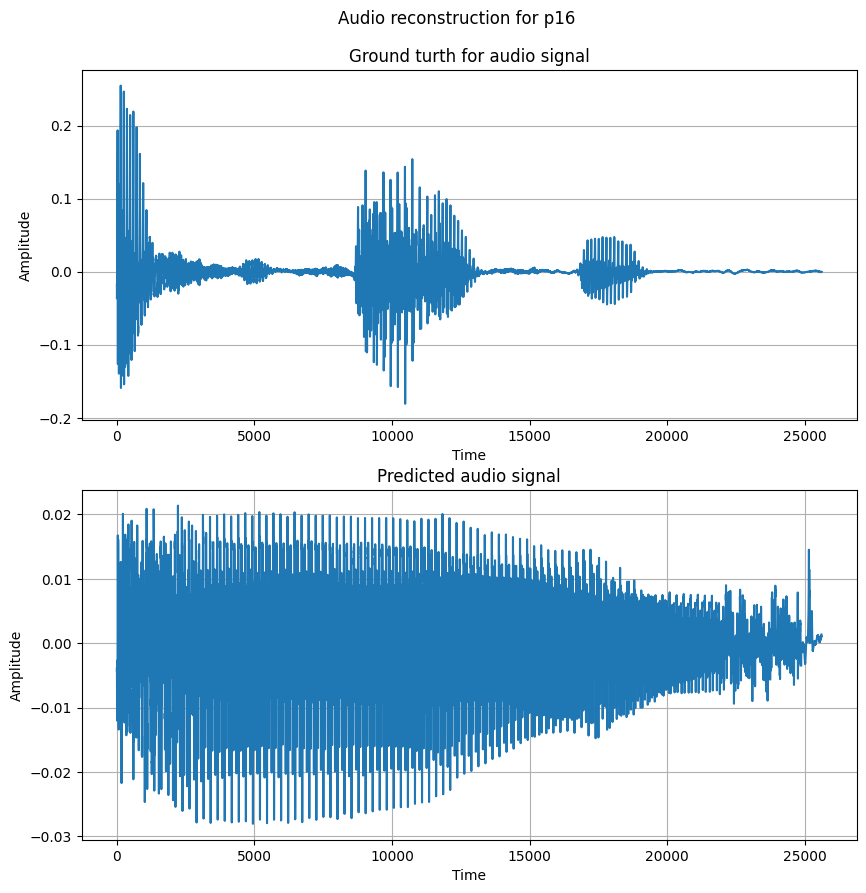 Audio reconstruction for p16
Ground turth for audio signal
0.2
0.1
0.0
−0.1
−0.2
Amplitude
0 5000 10000 15000 20000 25000
Time
Predicted audio signal
0.02
0.01
0.00
−0.01
−0.02
−0.03
Amplitude
0 5000 10000 15000 20000 25000
Time